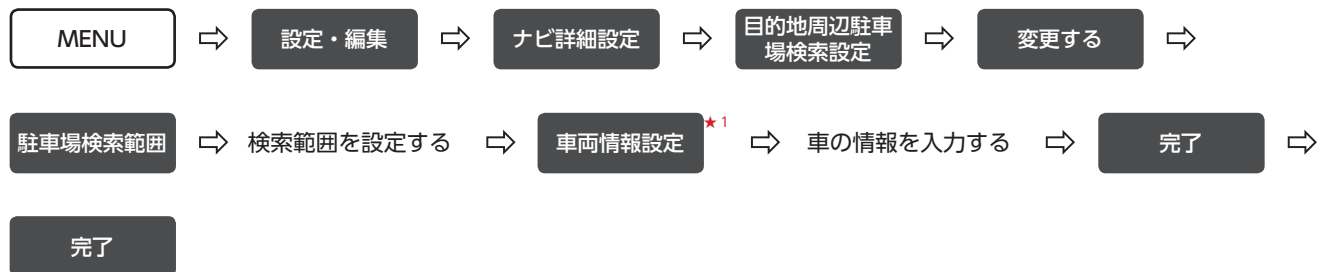 MENU ⇨ 設定・編集 ⇨ ナビ詳細設定 ⇨ 目的地周辺駐車場検索設定 ⇨ 変更する ⇨
駐車場検索範囲 ⇨ 検索範囲を設定する ⇨ 車両情報設定★1 ⇨ 車の情報を入力する ⇨ 完了 ⇨
完了